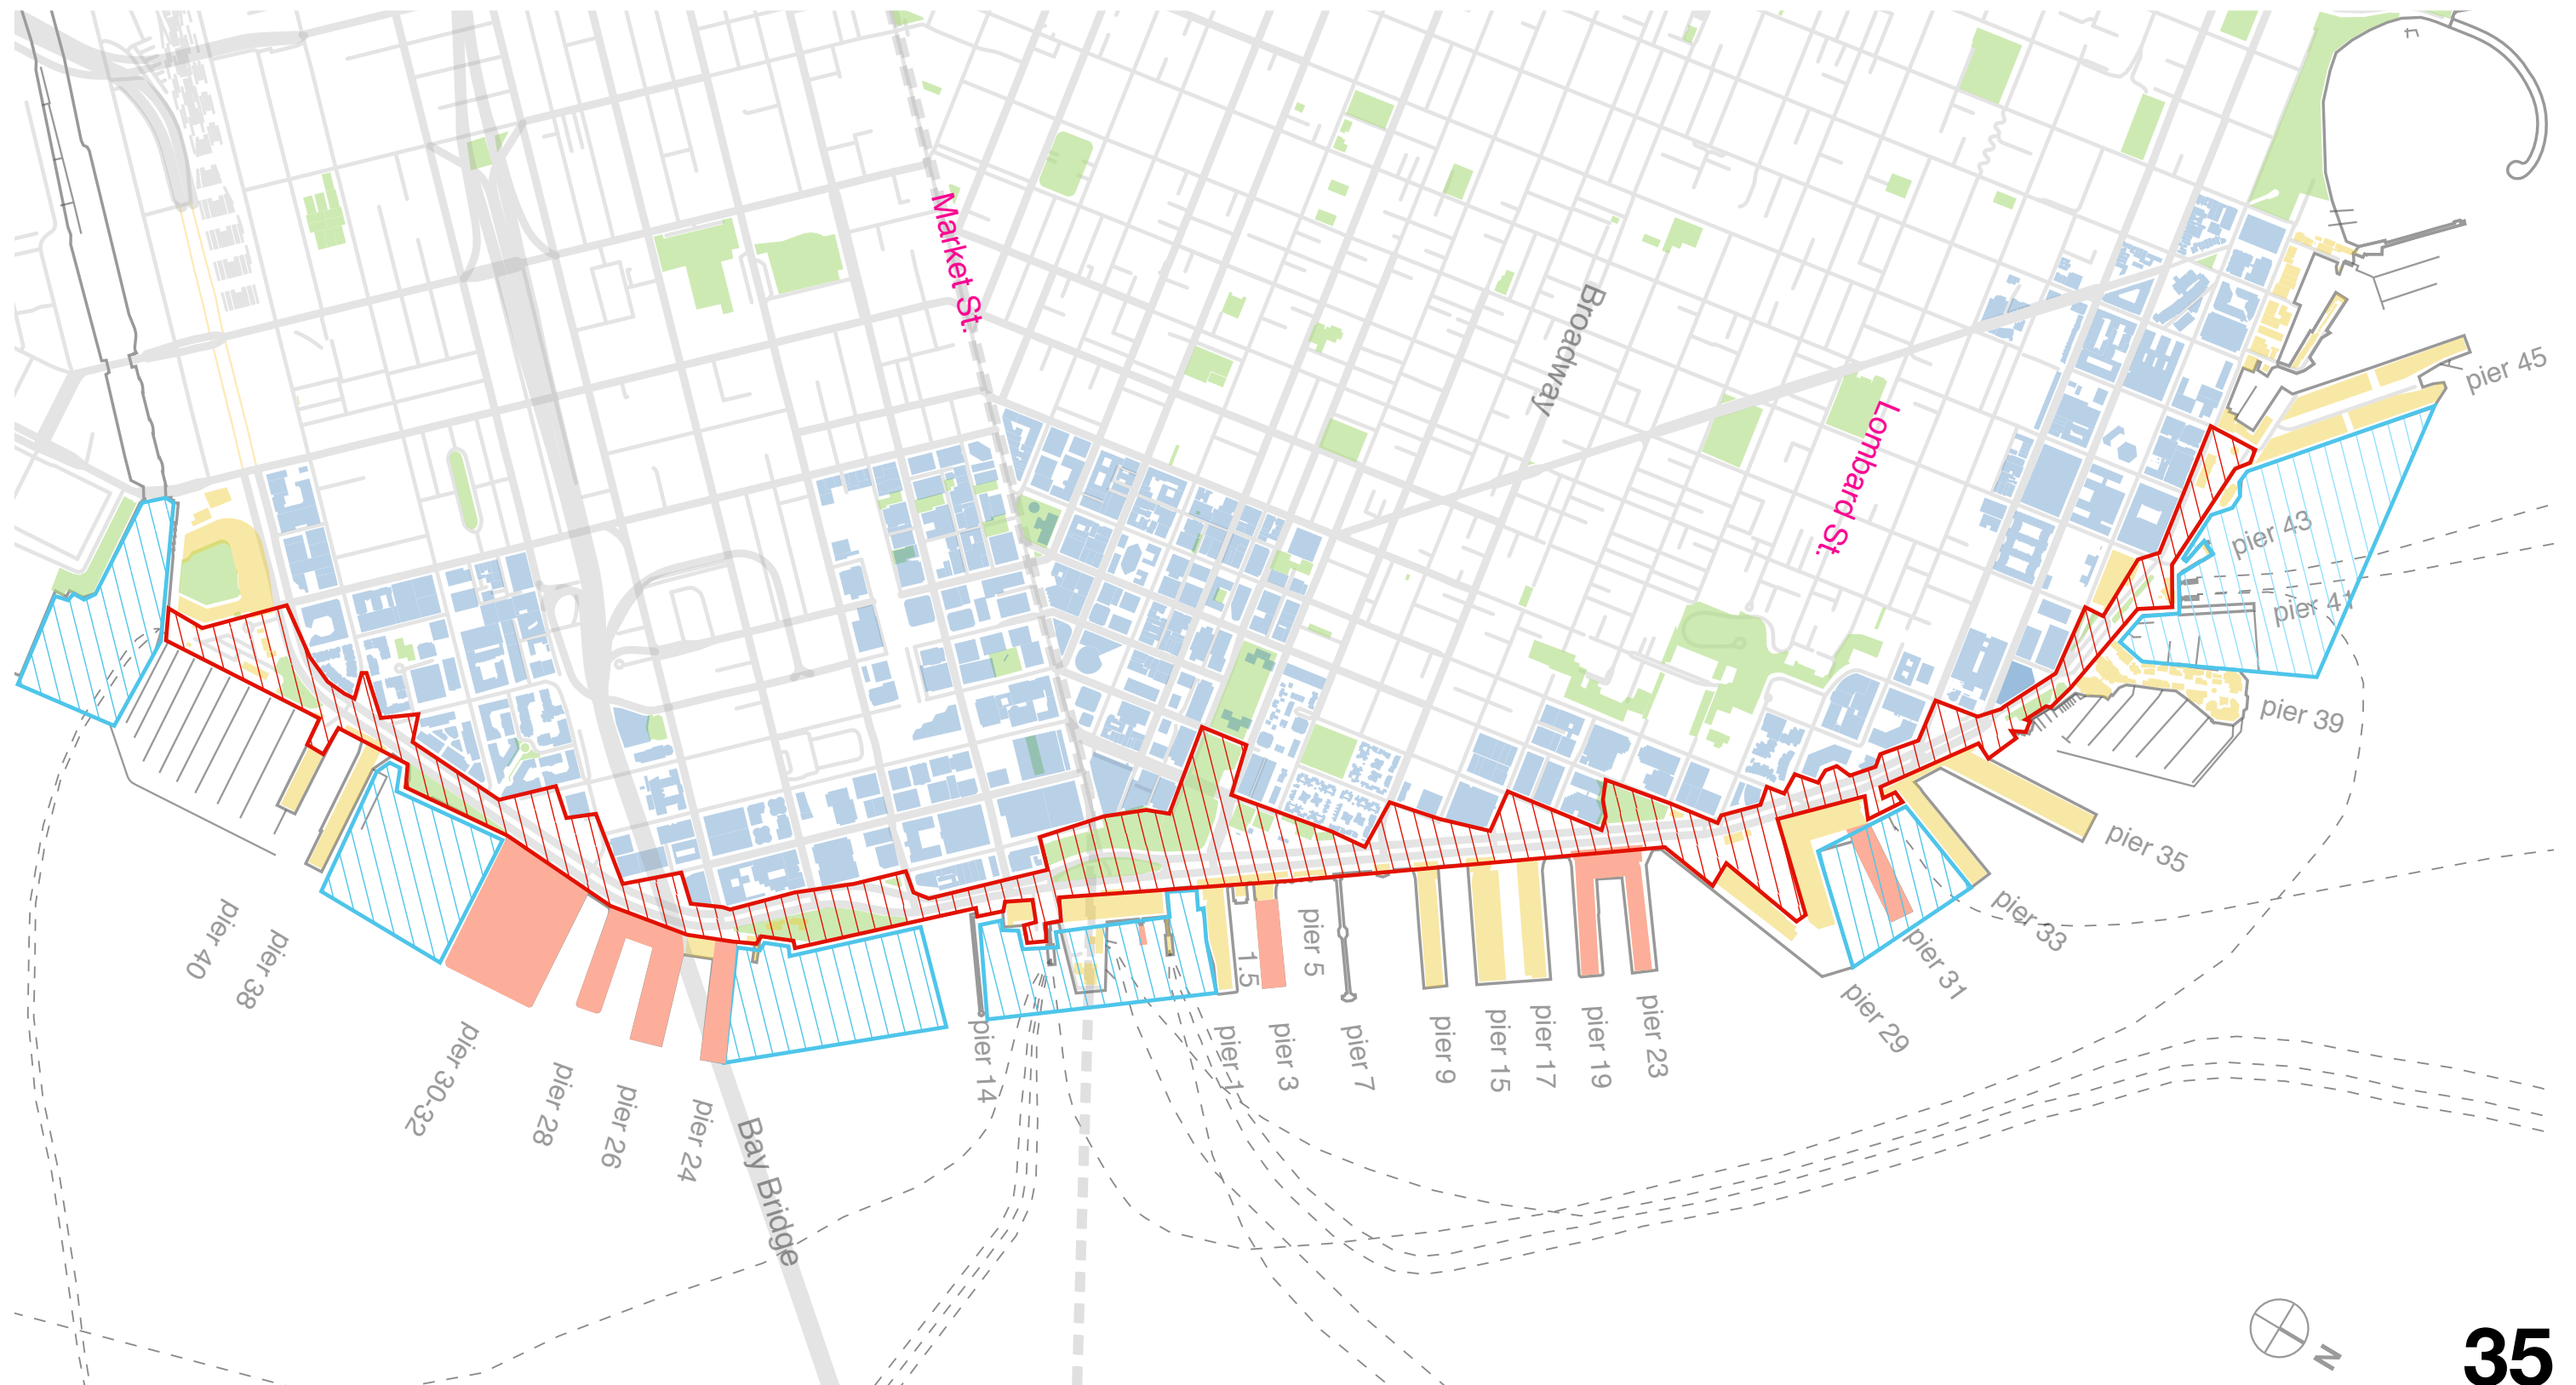 Market St.
Broadway
Lombard St.
pier 45
pier 43
pier 41
pier 39
pier 35
pier 33
pier 31
pier 29
pier 23
pier 19
pier 17
pier 15
pier 9
pier 7
pier 5
pier 3
1.5
pier 1
pier 14
Bay Bridge
pier 24
pier 26
pier 28
pier 30-32
pier 38
pier 40
N
35